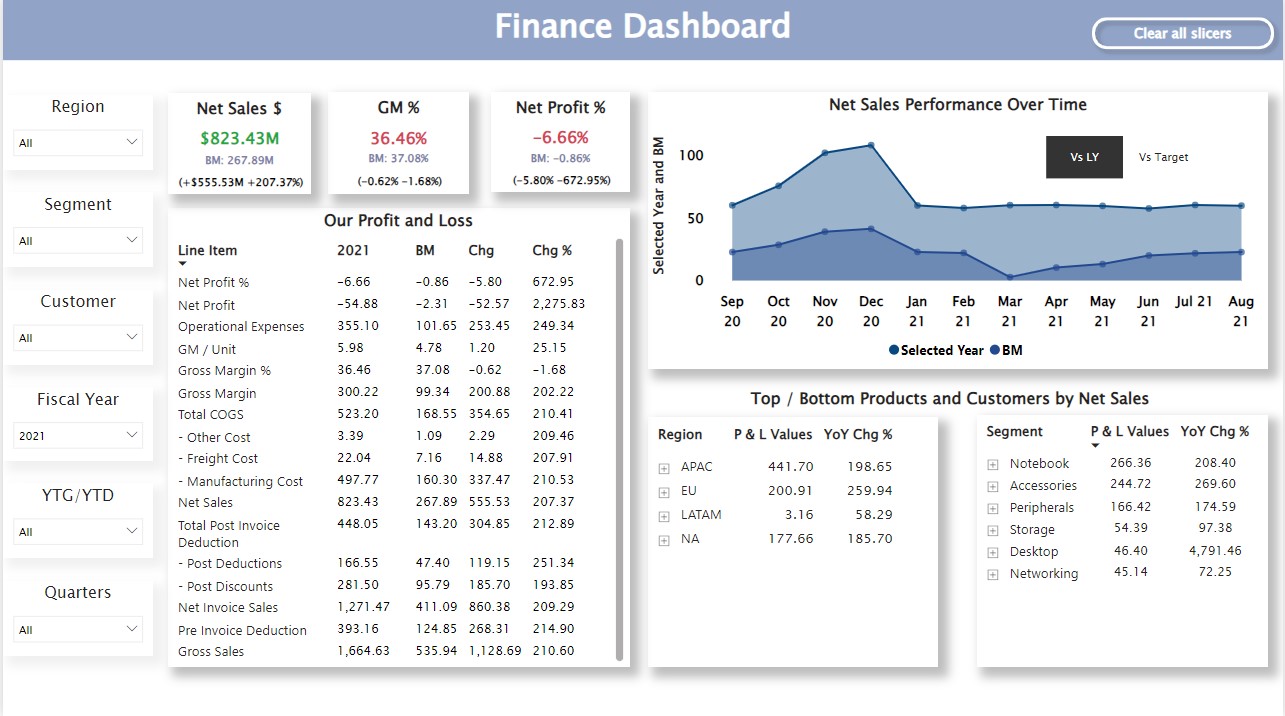 Finance Dashboard
Clear all slicers
Region
All
Segment
All
Customer
All
Fiscal Year
2021
YTG/YTD
All
Quarters
All
Net Sales $
$823.43M
BM: 267.89M
(+$555.53M +207.37%)
GM %
36.46%
BM: 37.08%
(-0.62% -1.68%)
Net Profit %
-6.66%
BM: -0.86%
(-5.80% -672.95%)
Our Profit and Loss
Line Item 2021 BM Chg Chg %
Net Profit % -6.66 -0.86 -5.80 672.95
Net Profit -54.88 -2.31 -52.57 2,275.83
Operational Expenses 355.10 101.65 253.45 249.34
GM / Unit 5.98 4.78 1.20 25.15
Gross Margin % 36.46 37.08 -0.62 -1.68
Gross Margin 300.22 99.34 200.88 202.22
Total COGS 523.20 168.55 354.65 210.41
- Other Cost 3.39 1.09 2.29 209.46
- Freight Cost 22.04 7.16 14.88 207.91
- Manufacturing Cost 497.77 160.30 337.47 210.53
Net Sales 823.43 267.89 555.53 207.37
Total Post Invoice 448.05 143.20 304.85 212.89
Deduction
- Post Deductions 166.55 47.40 119.15 251.34
- Post Discounts 281.50 95.79 185.70 193.85
Net Invoice Sales 1,271.47 411.09 860.38 209.29
Pre Invoice Deduction 393.16 124.85 268.31 214.90
Gross Sales 1,664.63 535.94 1,128.69 210.60
Net Sales Performance Over Time
Vs LY
Vs Target
Selected Year and BM
100
50
0
Sep Oct Nov Dec Jan Feb Mar Apr May Jun Jul 21 Aug
20 20 20 20 21 21 21 21 21 21 21
Selected Year BM
Top / Bottom Products and Customers by Net Sales
Region P & L Values YoY Chg %
APAC 441.70 198.65
EU 200.91 259.94
LATAM 3.16 58.29
NA 177.66 185.70
Segment P & L Values YoY Chg %
Notebook 266.36 208.40
Accessories 244.72 269.60
Peripherals 166.42 174.59
Storage 54.39 97.38
Desktop 46.40 4,791.46
Networking 45.14 72.25